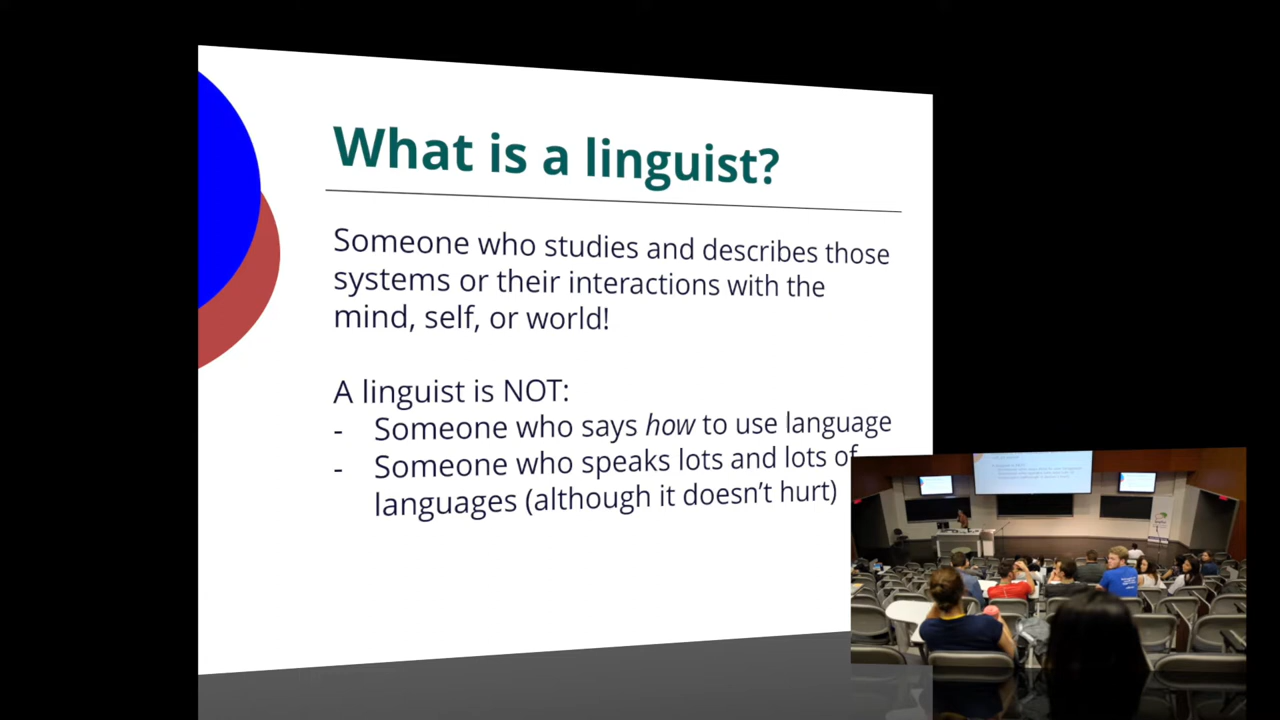 What is a linguist?
Someone who studies and describes those
systems or their interactions with the
mind, self, or world!
A linguist is NOT:
- Someone who says how to use language
- Someone who speaks lots and lots of
languages (although it doesn't hurt)